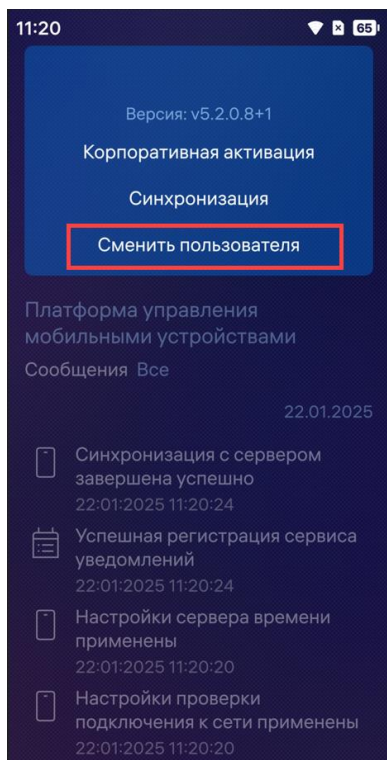 11:20
65
Версия: v5.2.0.8+1
Корпоративная активация
Синхронизация
Сменить пользователя
Платформа управления
мобильными устройствами
Сообщения Все
22.01.2025
Синхронизация с сервером
завершена успешно
22:01:2025 11:20:24
Успешная регистрация сервиса
уведомлений
22:01:2025 11:20:24
Настройки сервера времени
применены
22:01:2025 11:20:20
Настройки проверки
подключения к сети применены
22:01:2025 11:20:20